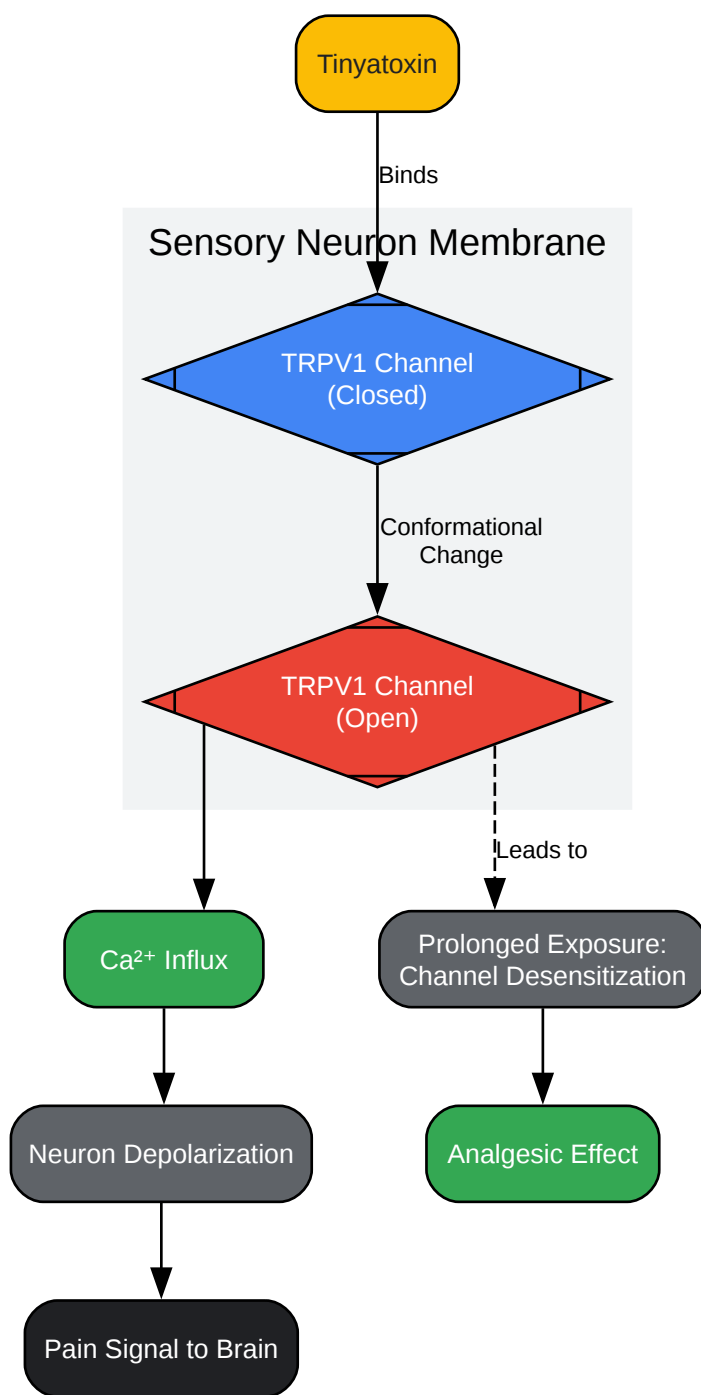 Tinyatoxin
Binds
Sensory Neuron Membrane
TRPV1 Channel
(Closed)
Conformational
Change
TRPV1 Channel
(Open)
Leads to
Ca²⁺ Influx
Prolonged Exposure:
Channel Desensitization
Neuron Depolarization
Analgesic Effect
Pain Signal to Brain